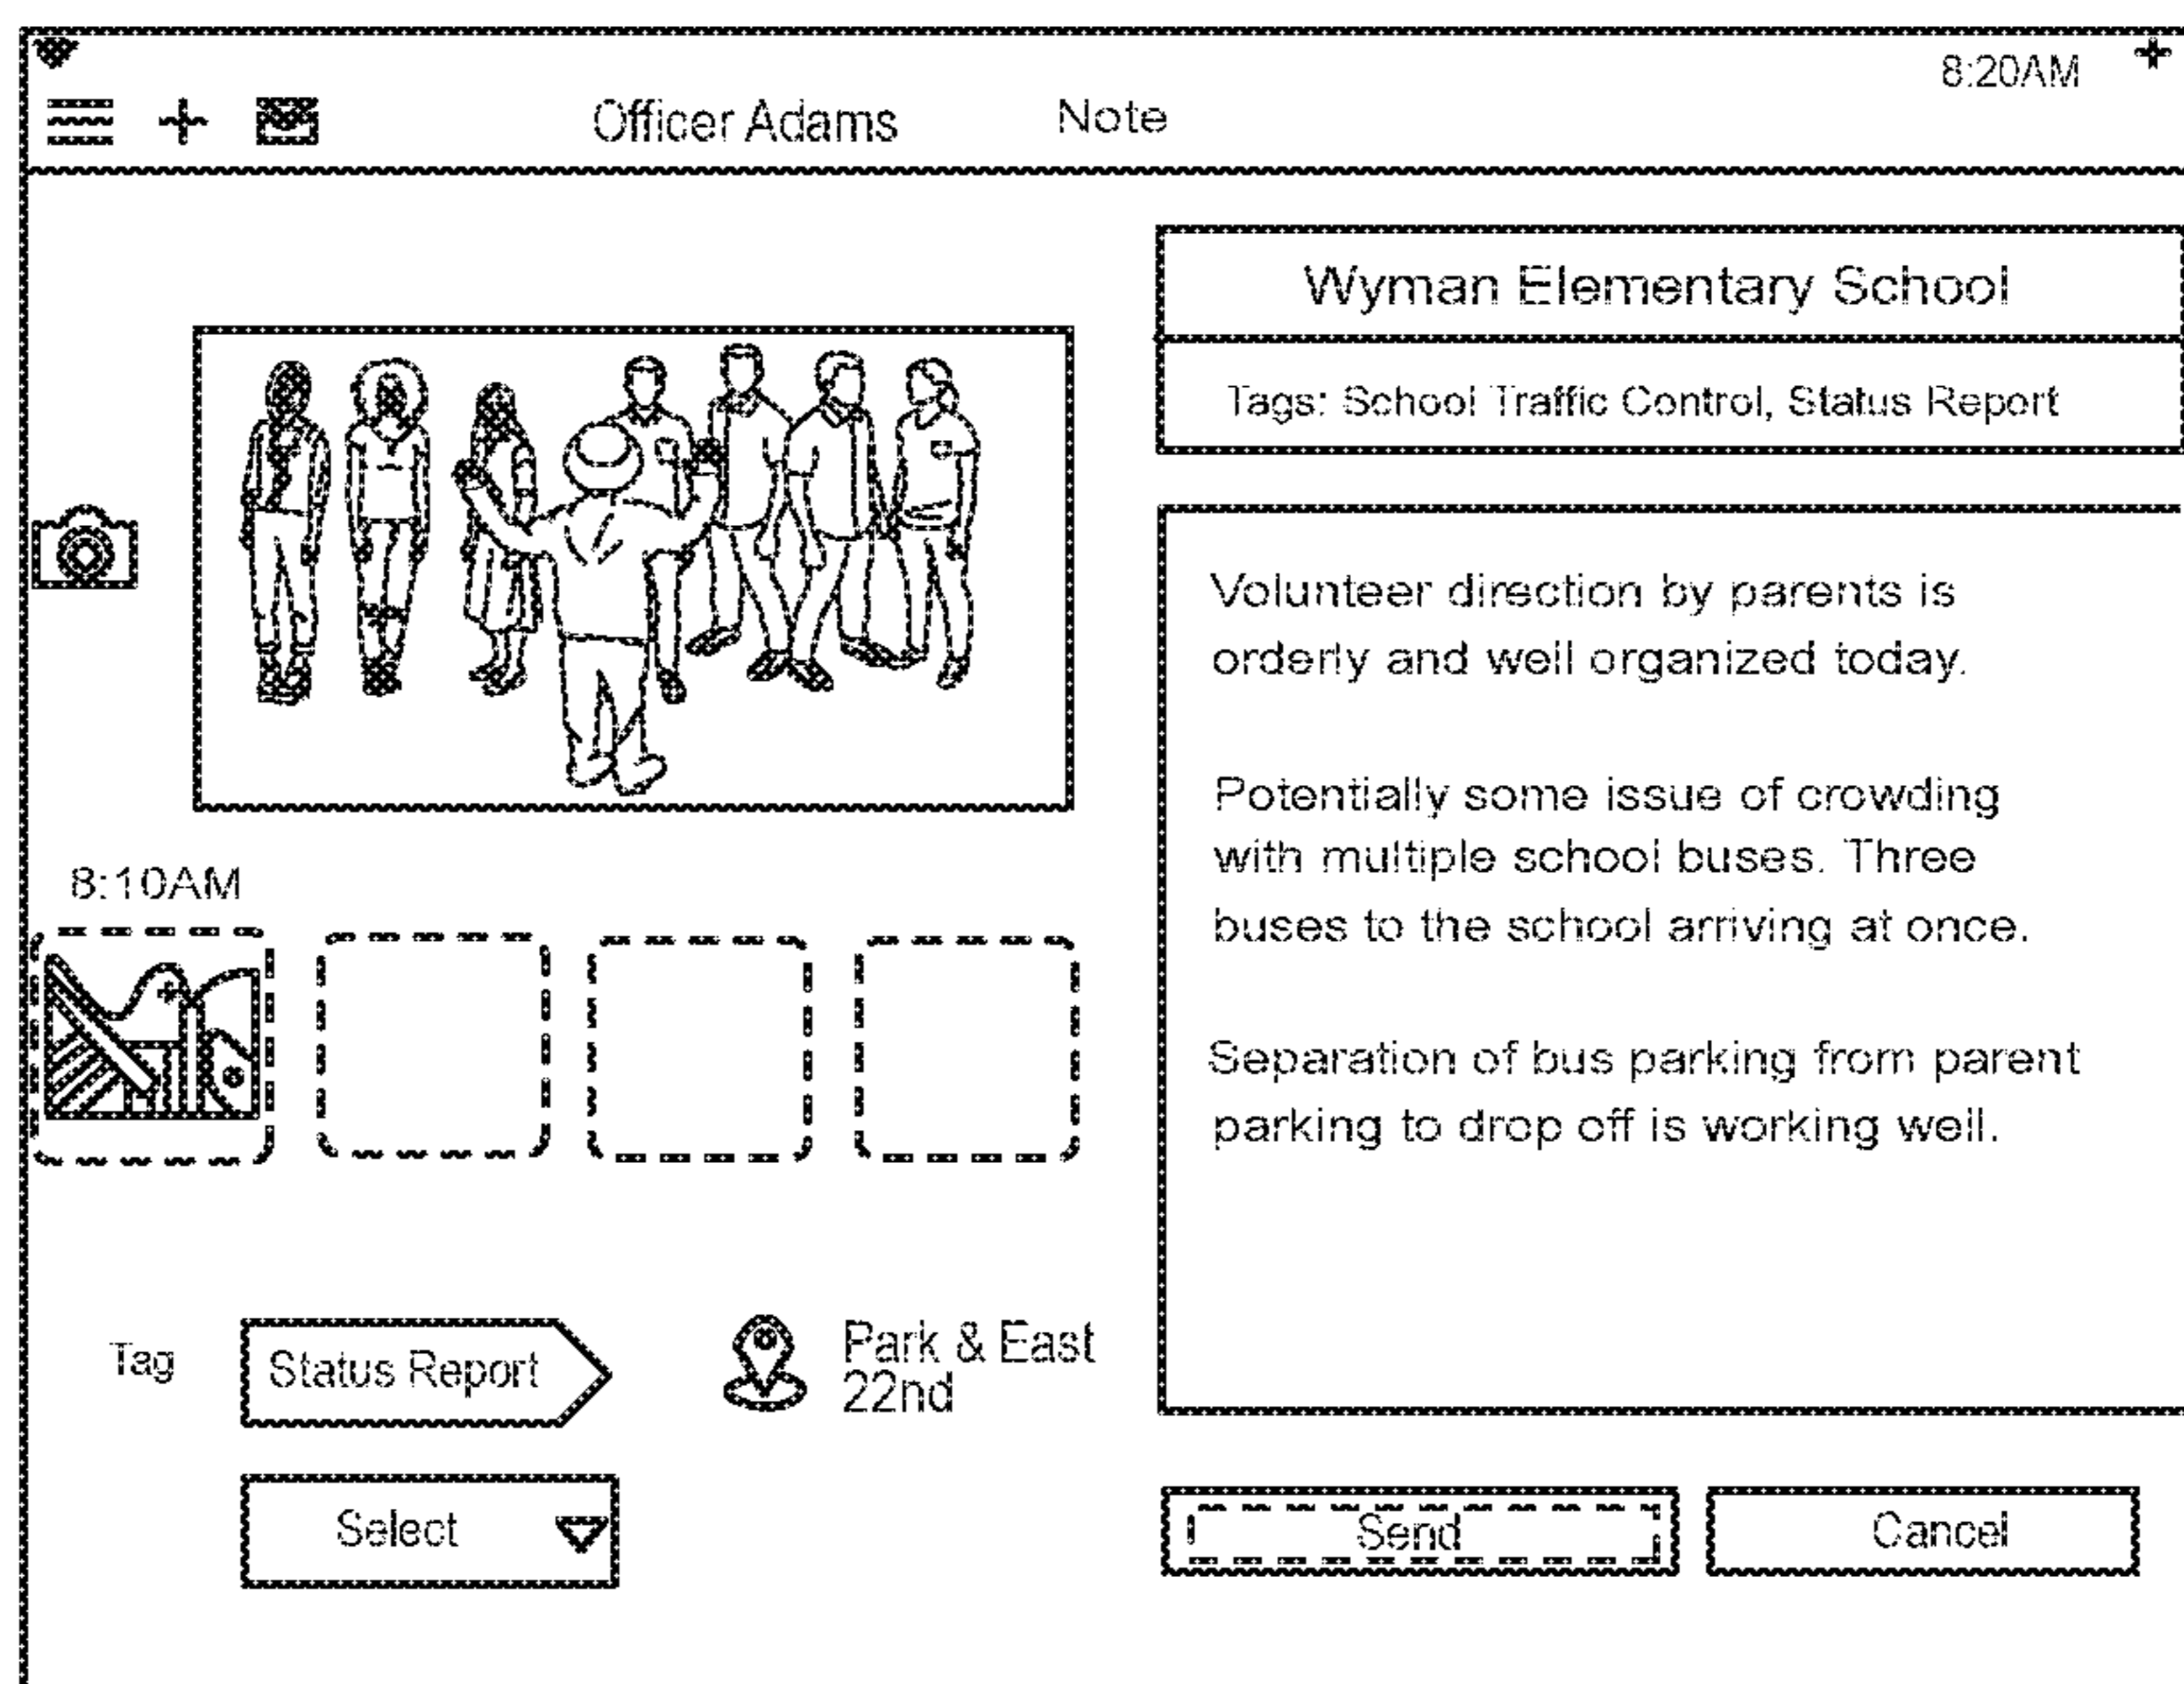 8:20AM
Officer Adams Note
Wyman Elementary School
Tags: School Traffic Control, Status Report
Volunteer direction by parents is
orderly and well organized today.
Potentially some issue of crowding
with multiple school buses. Three
buses to the school arriving at once.
Separation of bus parking from parent
parking to drop off is working well.
8:10AM
Tag
Status Report
Park & East
22nd
Select
Send
Cancel